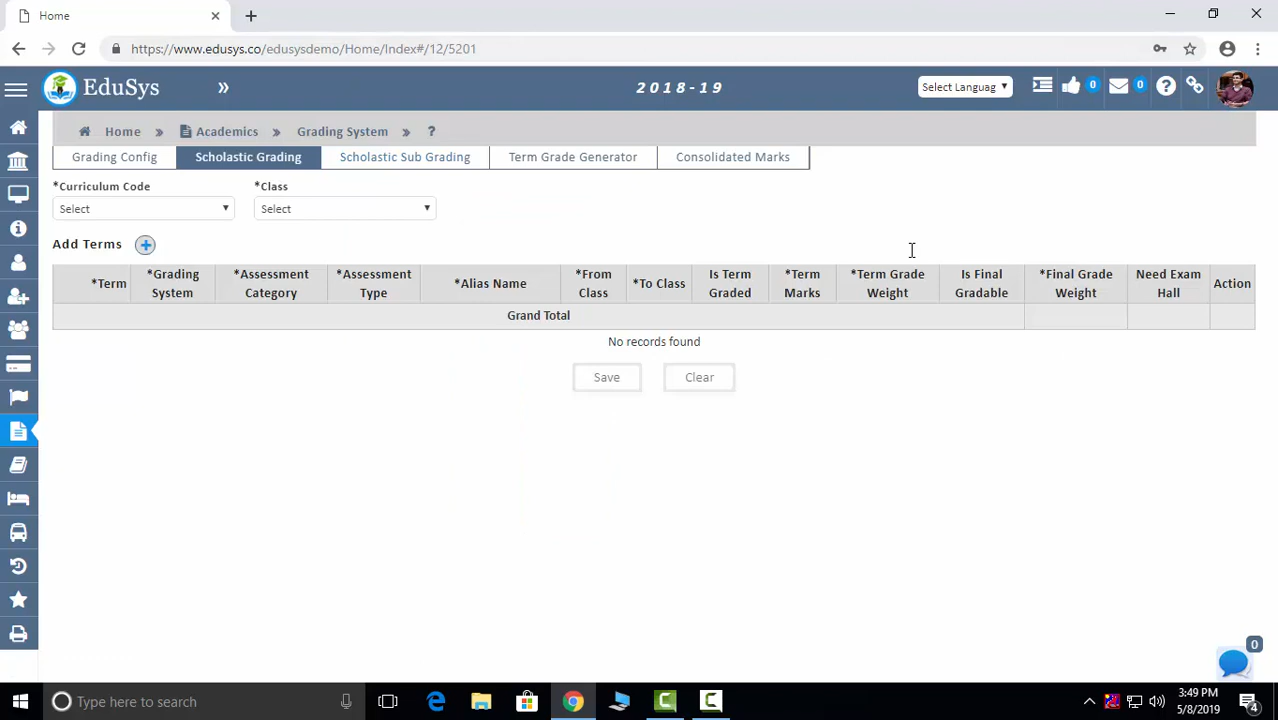 Home
https://www.edusys.co/edusysdemo/Home/Index#/12/5201
EduSys » 2018-19 Select Languag 0 0
Home » Academics » Grading System » ?
Grading Config Scholastic Grading Scholastic Sub Grading Term Grade Generator Consolidated Marks
*Curriculum Code *Class
Select Select
Add Terms
*Term *Grading System *Assessment Category *Assessment Type *Alias Name *From Class *To Class Is Term Graded *Term Marks *Term Grade Weight Is Final Gradable *Final Grade Weight Need Exam Hall Action
Grand Total
No records found
Save Clear
0
Type here to search
3:49 PM
5/8/2019
4